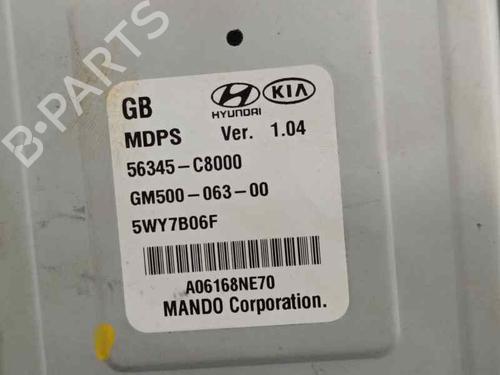 B-PARTS
GB
HYUNDAI
KIA
MDPS Ver. 1.04
56345-C8000
GM500-063-00
5WY7B06F
A06168NE70
MANDO Corporation.